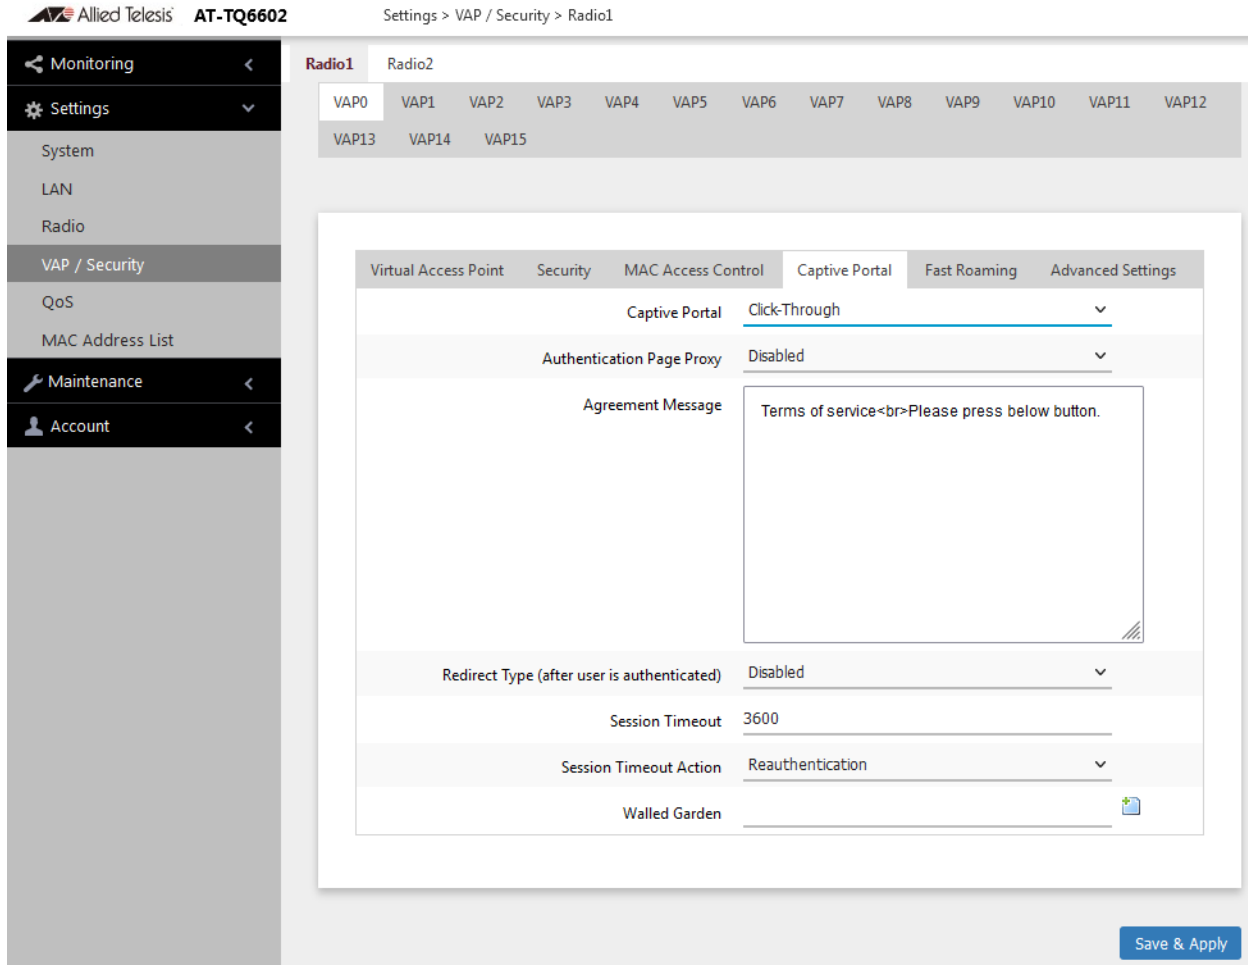 Allied Telesis AT-TQ6602 Settings > VAP / Security > Radio1
Monitoring
Settings
System
LAN
Radio
VAP / Security
QoS
MAC Address List
Maintenance
Account
Radio1 Radio2
VAP0 VAP1 VAP2 VAP3 VAP4 VAP5 VAP6 VAP7 VAP8 VAP9 VAP10 VAP11 VAP12
VAP13 VAP14 VAP15
Virtual Access Point Security MAC Access Control Captive Portal Fast Roaming Advanced Settings
Captive Portal Click-Through
Authentication Page Proxy Disabled
Agreement Message Terms of service<br>Please press below button.
Redirect Type (after user is authenticated) Disabled
Session Timeout 3600
Session Timeout Action Reauthentication
Walled Garden
Save & Apply